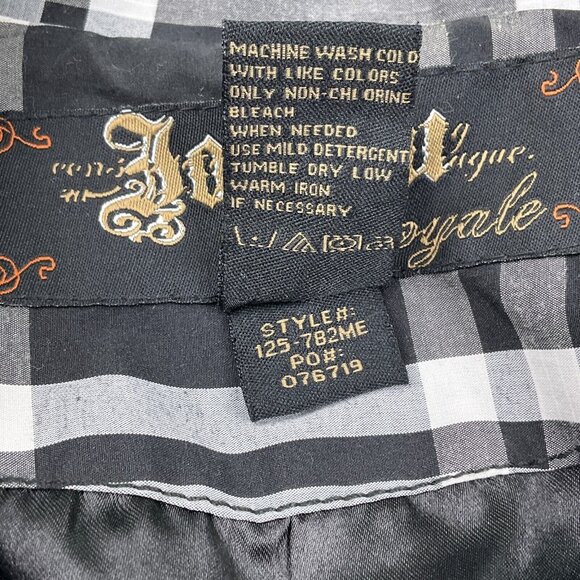 MACHINE WASH COLD
WITH LIKE COLORS
ONLY NON-CHLORINE
BLEACH
WHEN NEEDED
USE MILD DETERGENT
TUMBLE DRY LOW
WARM IRON
IF NECESSARY
STYLE#:
125-782ME
PO#:
076719